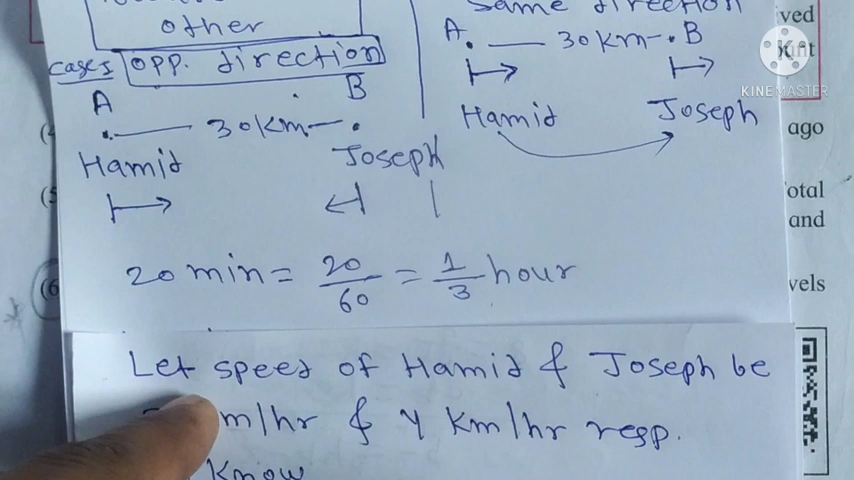 other
cases opp. direction
A B
30km
Hamid Joseph
same direction
A 30km B
Hamid Joseph
20 min = 20/60 = 1/3 hour
Let speed of Hamid & Joseph be
m/hr & y km/hr resp.
know
ved
KINEMASTER
ago
otal
and
vels
(6